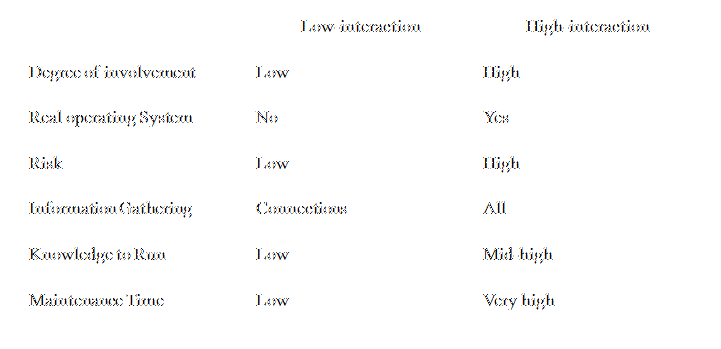 Low-interaction High-interaction
Degree of involvement Low High
Real operating System No Yes
Risk Low High
Information Gathering Connections All
Knowledge to Run Low Mid-high
Maintenance Time Low Very high